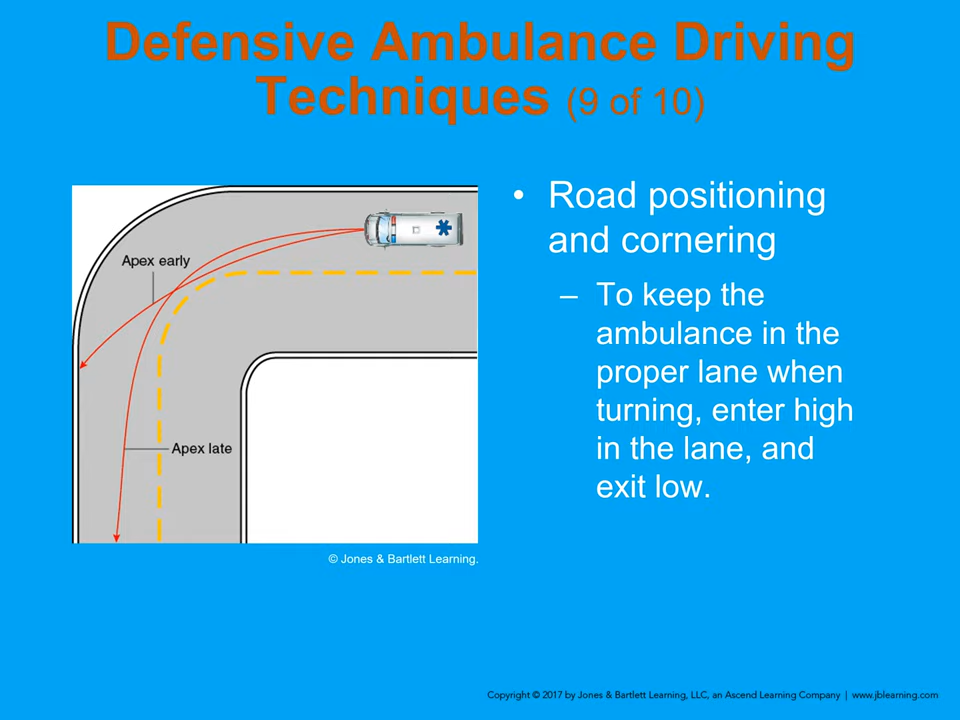 Defensive Ambulance Driving
Techniques (9 of 10)
Apex early
Apex late
© Jones & Bartlett Learning.
• Road positioning
and cornering
– To keep the
ambulance in the
proper lane when
turning, enter high
in the lane, and
exit low.
Copyright © 2017 by Jones & Bartlett Learning, LLC, an Ascend Learning Company | www.jblearning.com